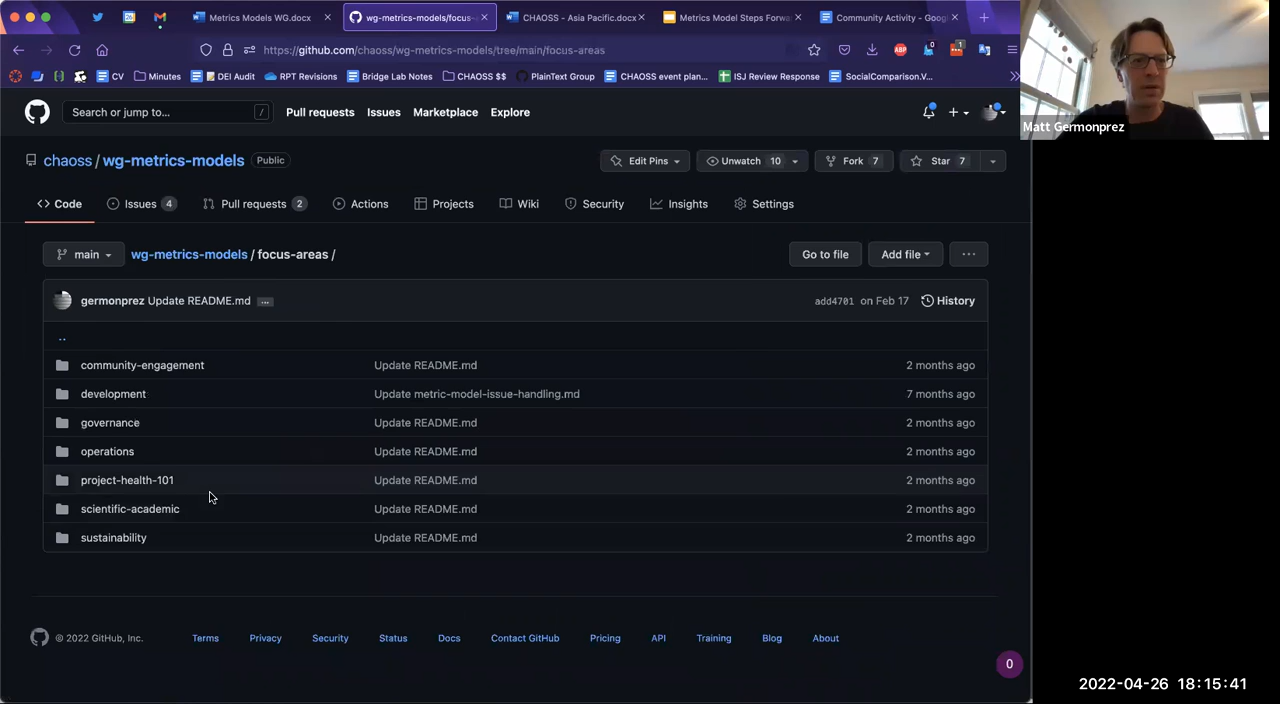 Metrics Models WG.docx
wg-metrics-models/focus-
CHAOSS - Asia Pacific.docx
Metrics Model Steps Forwa
Community Activity - Goog
https://github.com/chaoss/wg-metrics-models/tree/main/focus-areas
ABP
0
1
CV
Minutes
DEI Audit
RPT Revisions
Bridge Lab Notes
CHAOSS $$
PlainText Group
CHAOSS event plan...
ISJ Review Response
SocialComparison.V...
Matt Germonprez
Search or jump to...
/
Pull requests
Issues
Marketplace
Explore
chaoss / wg-metrics-models
Public
Edit Pins
Unwatch 10
Fork 7
Star 7
Code
Issues 4
Pull requests 2
Actions
Projects
Wiki
Security
Insights
Settings
main
wg-metrics-models / focus-areas /
Go to file
Add file
...
germonprez Update README.md ...
add4701 on Feb 17
History
..
community-engagement Update README.md 2 months ago
development Update metric-model-issue-handling.md 7 months ago
governance Update README.md 2 months ago
operations Update README.md 2 months ago
project-health-101 Update README.md 2 months ago
scientific-academic Update README.md 2 months ago
sustainability Update README.md 2 months ago
© 2022 GitHub, Inc.
Terms
Privacy
Security
Status
Docs
Contact GitHub
Pricing
API
Training
Blog
About
0
2022-04-26 18:15:41